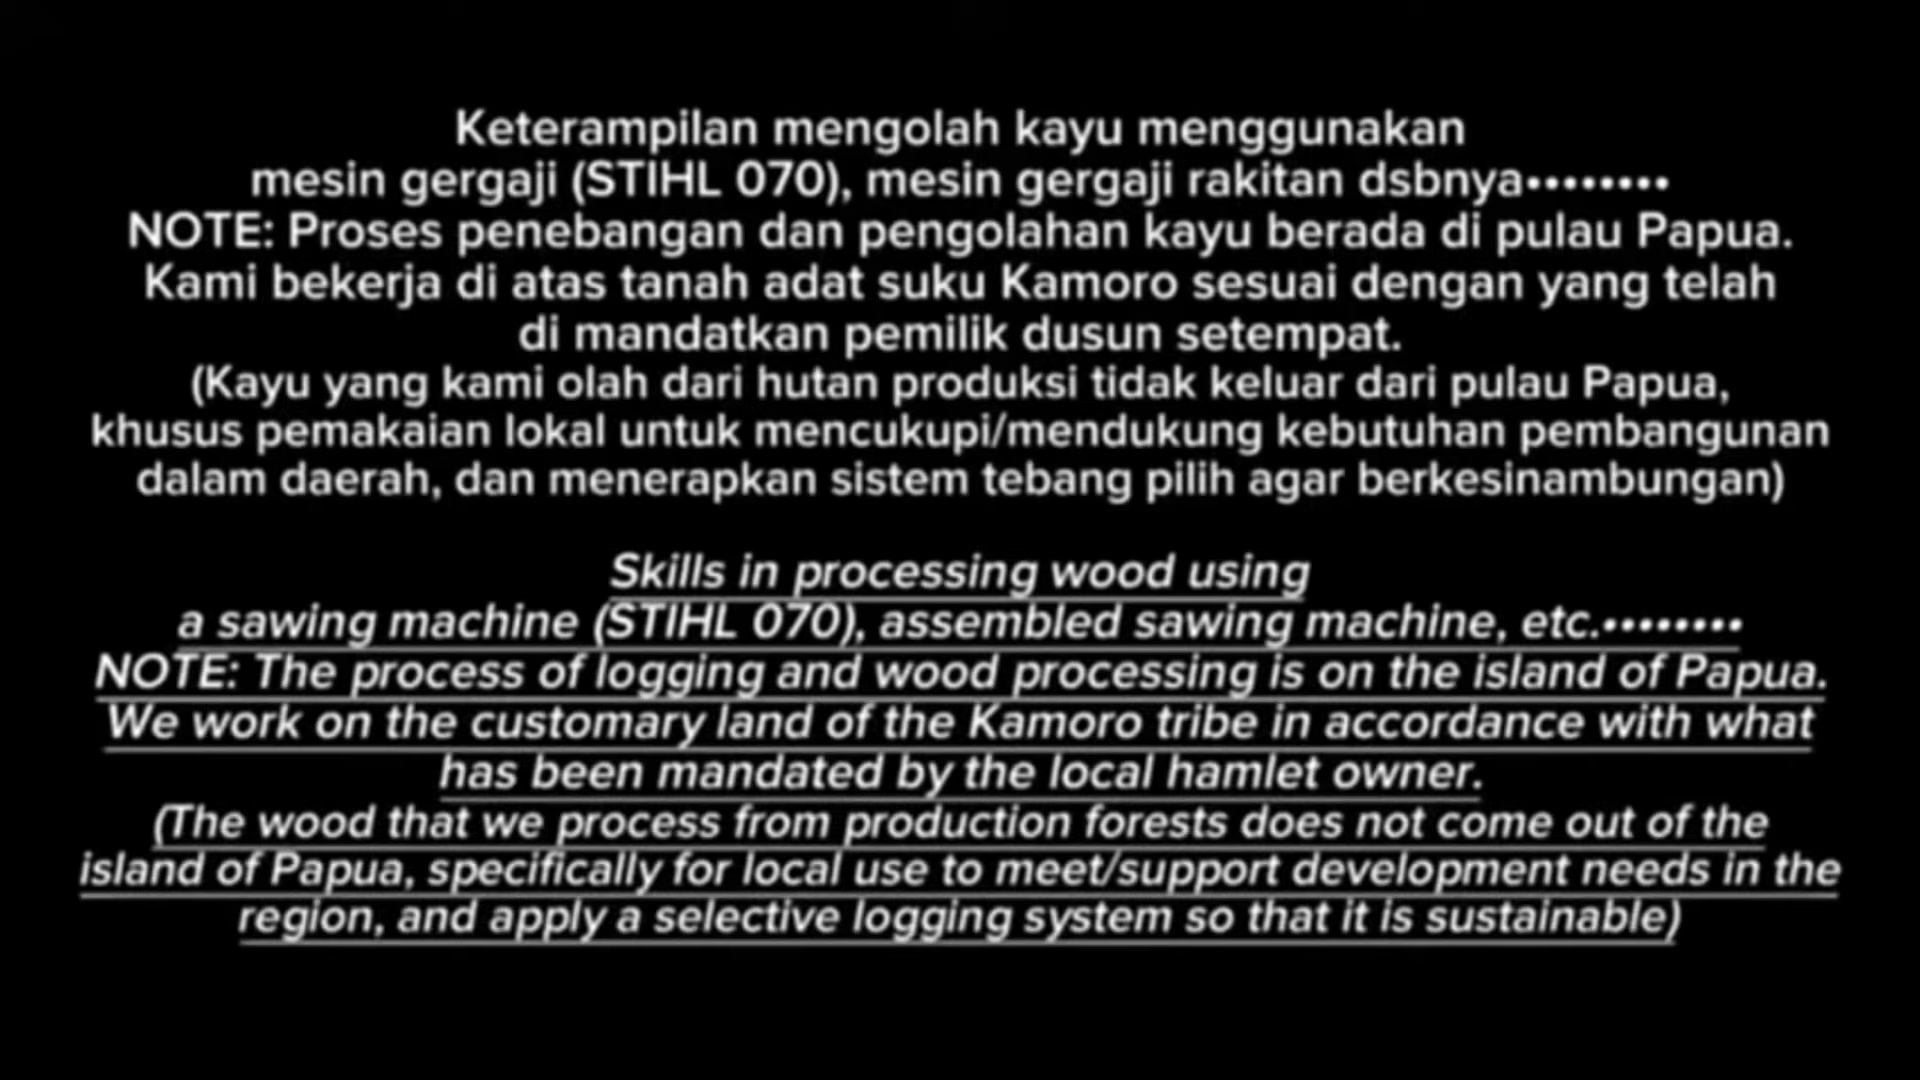 Keterampilan mengolah kayu menggunakan
mesin gergaji (STIHL 070), mesin gergaji rakitan dsbnya••••••••
NOTE: Proses penebangan dan pengolahan kayu berada di pulau Papua.
Kami bekerja di atas tanah adat suku Kamoro sesuai dengan yang telah
di mandatkan pemilik dusun setempat.
(Kayu yang kami olah dari hutan produksi tidak keluar dari pulau Papua,
khusus pemakaian lokal untuk mencukupi/mendukung kebutuhan pembangunan
dalam daerah, dan menerapkan sistem tebang pilih agar berkesinambungan)
Skills in processing wood using
a sawing machine (STIHL 070), assembled sawing machine, etc.••••••••
NOTE: The process of logging and wood processing is on the island of Papua.
We work on the customary land of the Kamoro tribe in accordance with what
has been mandated by the local hamlet owner.
(The wood that we process from production forests does not come out of the
island of Papua, specifically for local use to meet/support development needs in the
region, and apply a selective logging system so that it is sustainable)